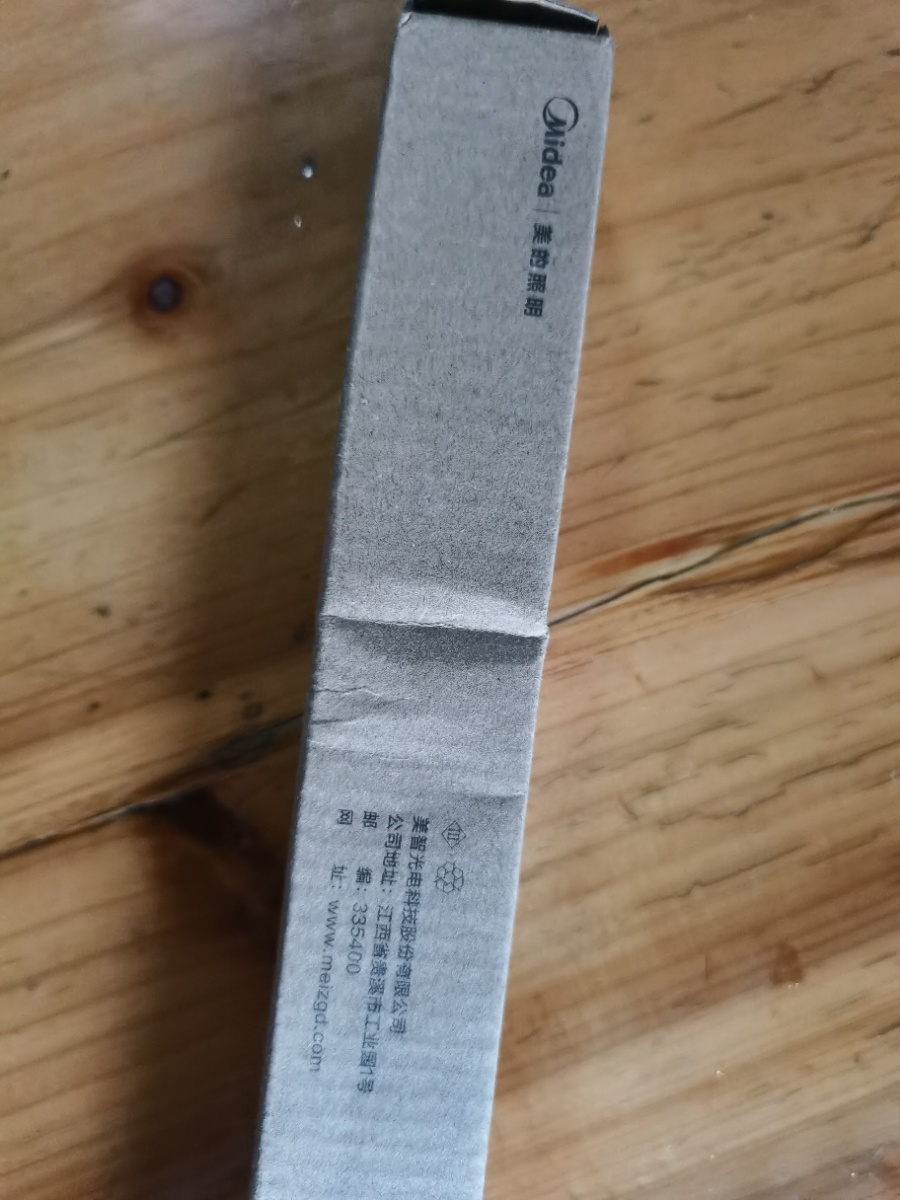 Midea | 美的照明
美智光电科技股份有限公司
公司地址：江西省贵溪市工业园1号
邮 编：335400
网 址：www.meizgd.com